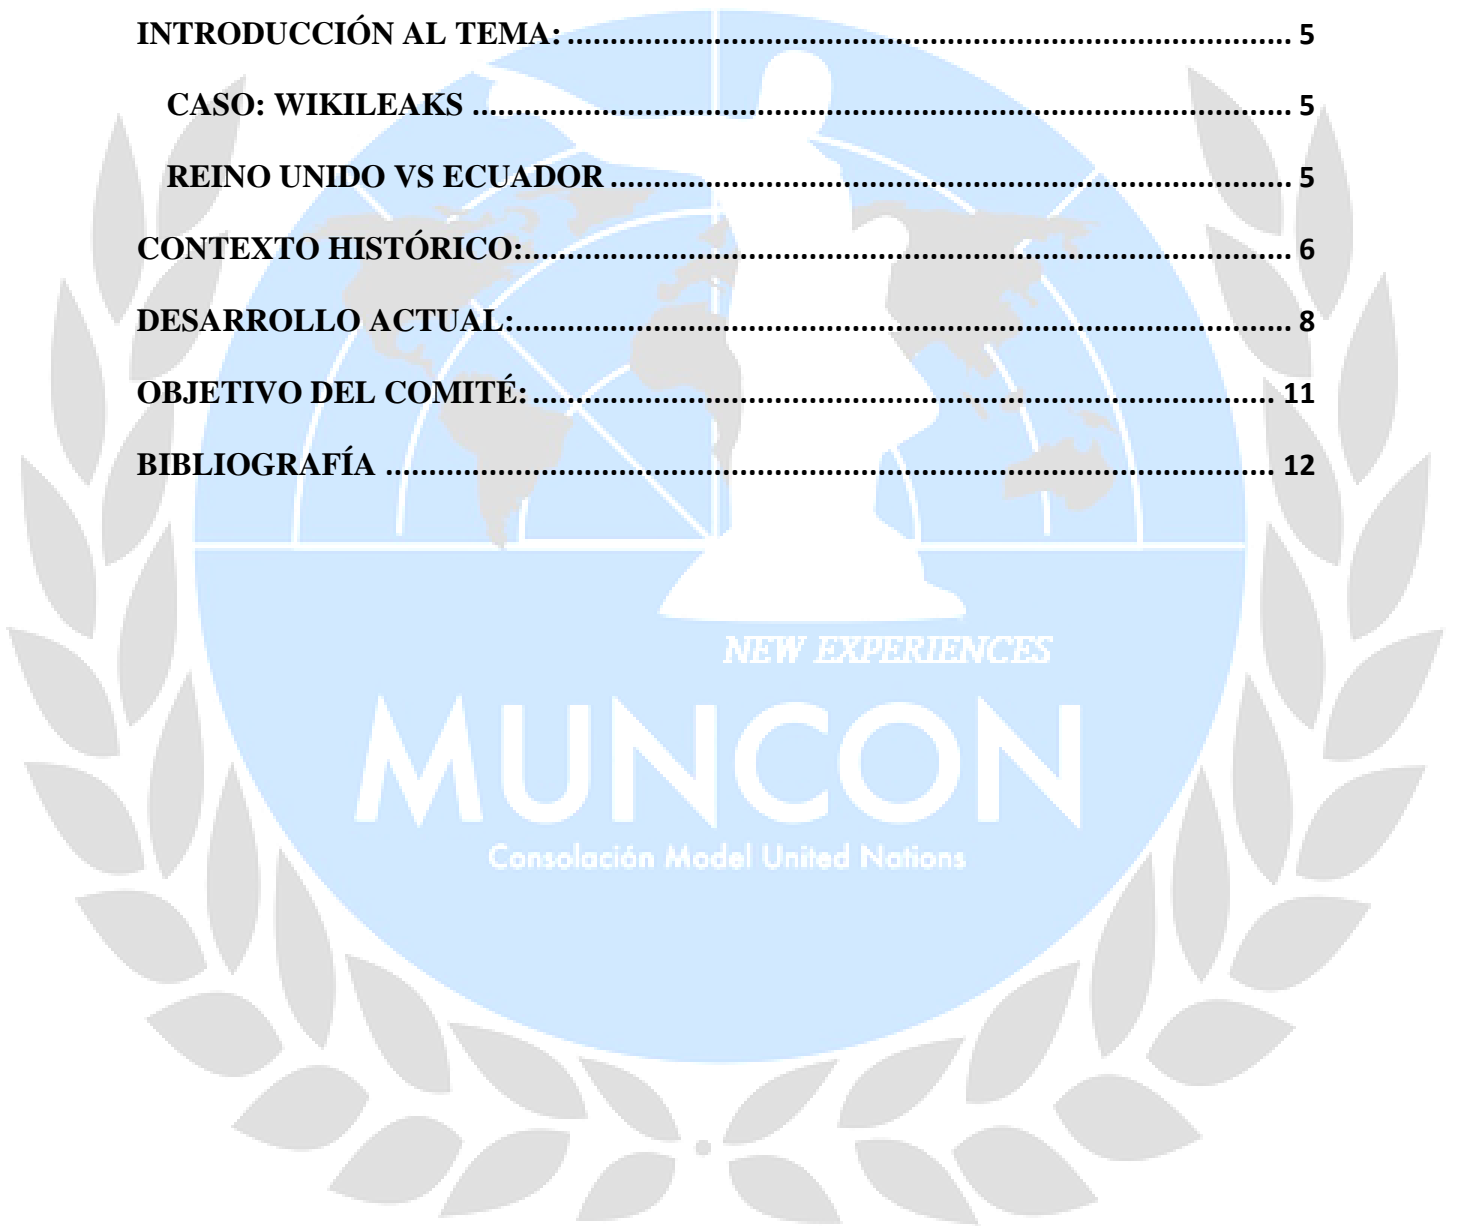 INTRODUCCIÓN AL TEMA: ................................................................................ 5
CASO: WIKILEAKS ................................................................................ 5
REINO UNIDO VS ECUADOR ................................................................................ 5
CONTEXTO HISTÓRICO: ................................................................................ 6
DESARROLLO ACTUAL: ................................................................................ 8
OBJETIVO DEL COMITÉ: ................................................................................ 11
BIBLIOGRAFÍA ................................................................................ 12
NEW EXPERIENCES
MUNCON
Consolación Model United Nations